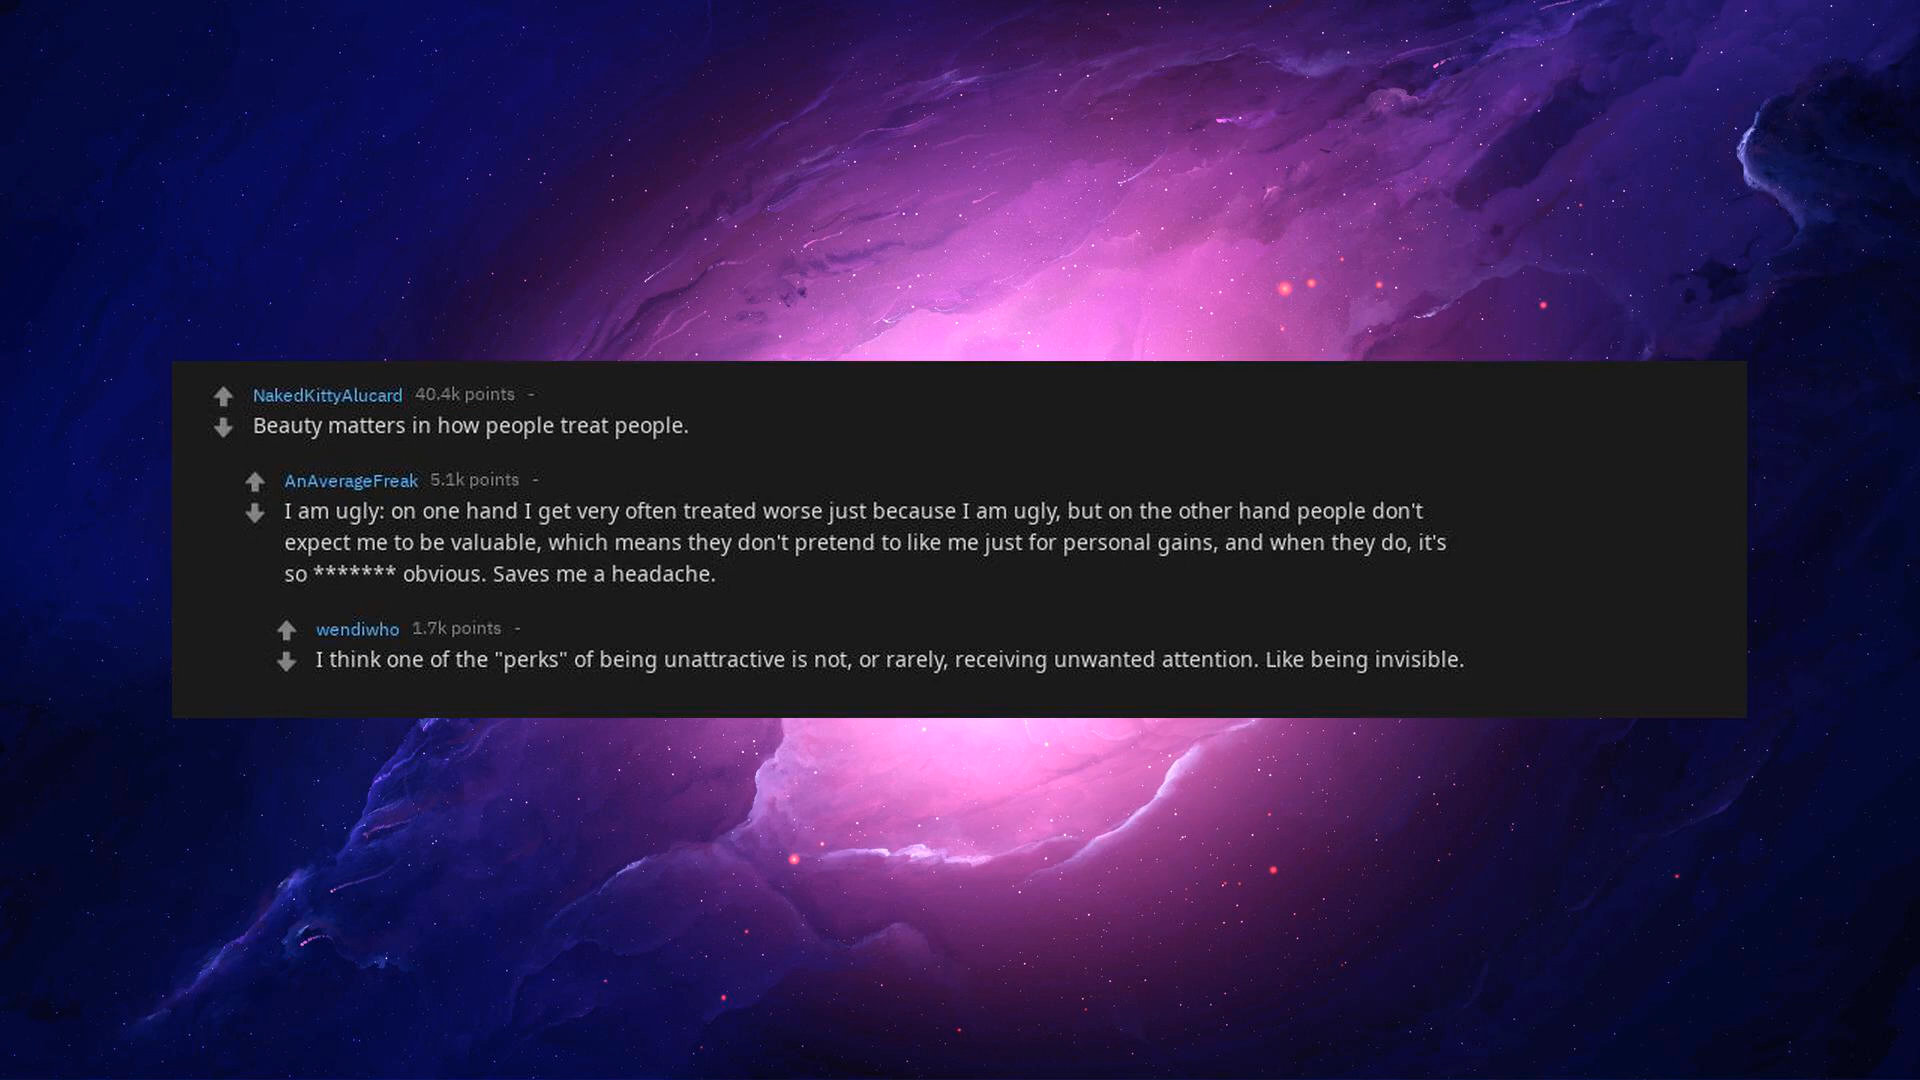 NakedKittyAlucard 40.4k points -
Beauty matters in how people treat people.
AnAverageFreak 5.1k points -
I am ugly: on one hand I get very often treated worse just because I am ugly, but on the other hand people don't
expect me to be valuable, which means they don't pretend to like me just for personal gains, and when they do, it's
so ******* obvious. Saves me a headache.
wendiwho 1.7k points -
I think one of the "perks" of being unattractive is not, or rarely, receiving unwanted attention. Like being invisible.